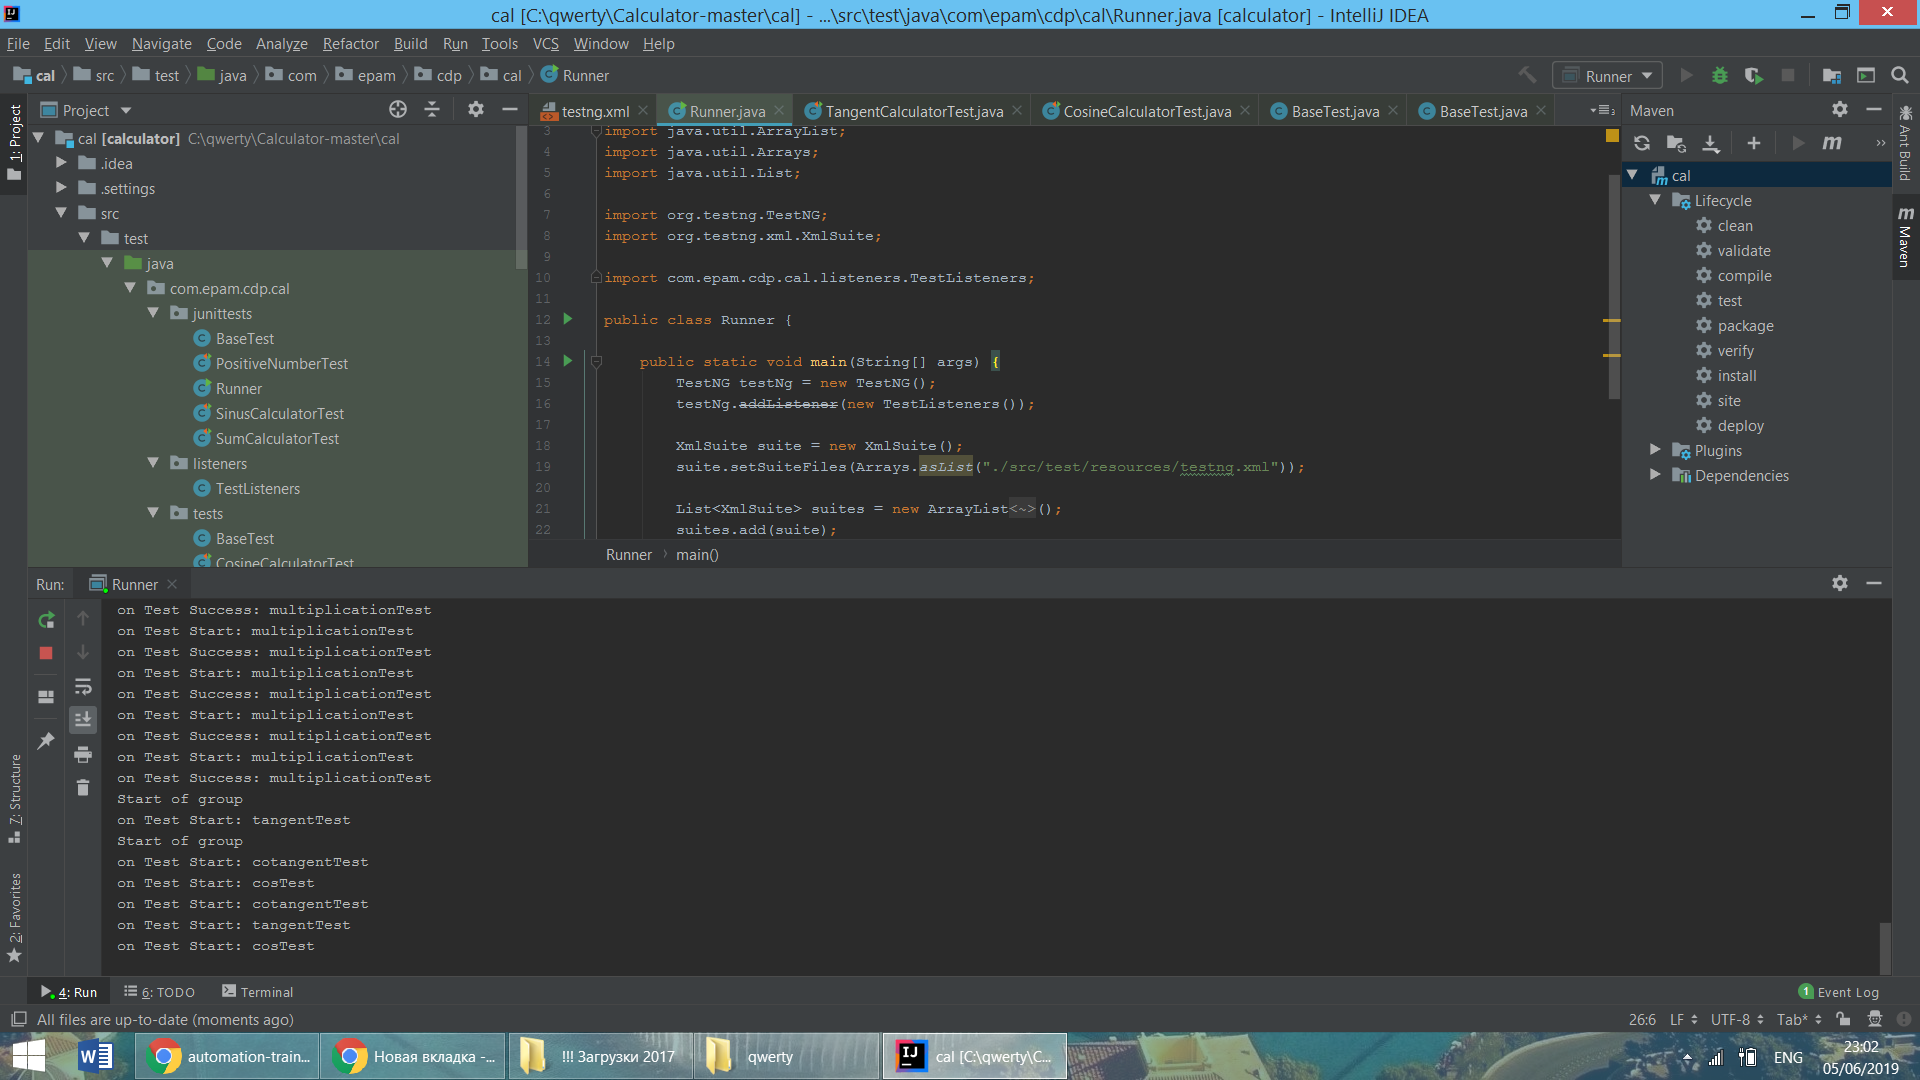 cal [C:\qwerty\Calculator-master\cal] - ...\src\test\java\com\epam\cdp\cal\Runner.java [calculator] - IntelliJ IDEA
File Edit View Navigate Code Analyze Refactor Build Run Tools VCS Window Help
cal src test java com epam cdp cal Runner
Runner
1: Project
Project
cal [calculator] C:\qwerty\Calculator-master\cal
.idea
.settings
src
test
java
com.epam.cdp.cal
junittests
BaseTest
PositiveNumberTest
Runner
SinusCalculatorTest
SumCalculatorTest
listeners
TestListeners
tests
BaseTest
CosineCalculatorTest
testng.xml Runner.java TangentCalculatorTest.java CosineCalculatorTest.java BaseTest.java BaseTest.java
3 import java.util.ArrayList;
4 import java.util.Arrays;
5 import java.util.List;
6
7 import org.testng.TestNG;
8 import org.testng.xml.XmlSuite;
9
10 import com.epam.cdp.cal.listeners.TestListeners;
11
12 public class Runner {
13
14 public static void main(String[] args) {
15 TestNG testNg = new TestNG();
16 testNg.addListener(new TestListeners());
17
18 XmlSuite suite = new XmlSuite();
19 suite.setSuiteFiles(Arrays.asList("./src/test/resources/testng.xml"));
20
21 List<XmlSuite> suites = new ArrayList<~>();
22 suites.add(suite);
Runner main()
Maven
cal
Lifecycle
clean
validate
compile
test
package
verify
install
site
deploy
Plugins
Dependencies
Ant Build
Maven
Run: Runner
on Test Success: multiplicationTest
on Test Start: multiplicationTest
on Test Success: multiplicationTest
on Test Start: multiplicationTest
on Test Success: multiplicationTest
on Test Start: multiplicationTest
on Test Success: multiplicationTest
on Test Start: multiplicationTest
on Test Success: multiplicationTest
Start of group
on Test Start: tangentTest
Start of group
on Test Start: cotangentTest
on Test Start: cosTest
on Test Start: cotangentTest
on Test Start: tangentTest
on Test Start: cosTest
7: Structure
2: Favorites
4: Run 6: TODO Terminal
1 Event Log
All files are up-to-date (moments ago)
26:6 LF UTF-8 Tab*
automation-train...
Новая вкладка -...
!!! Загрузки 2017
qwerty
cal [C:\qwerty\C...
ENG
23:02
05/06/2019